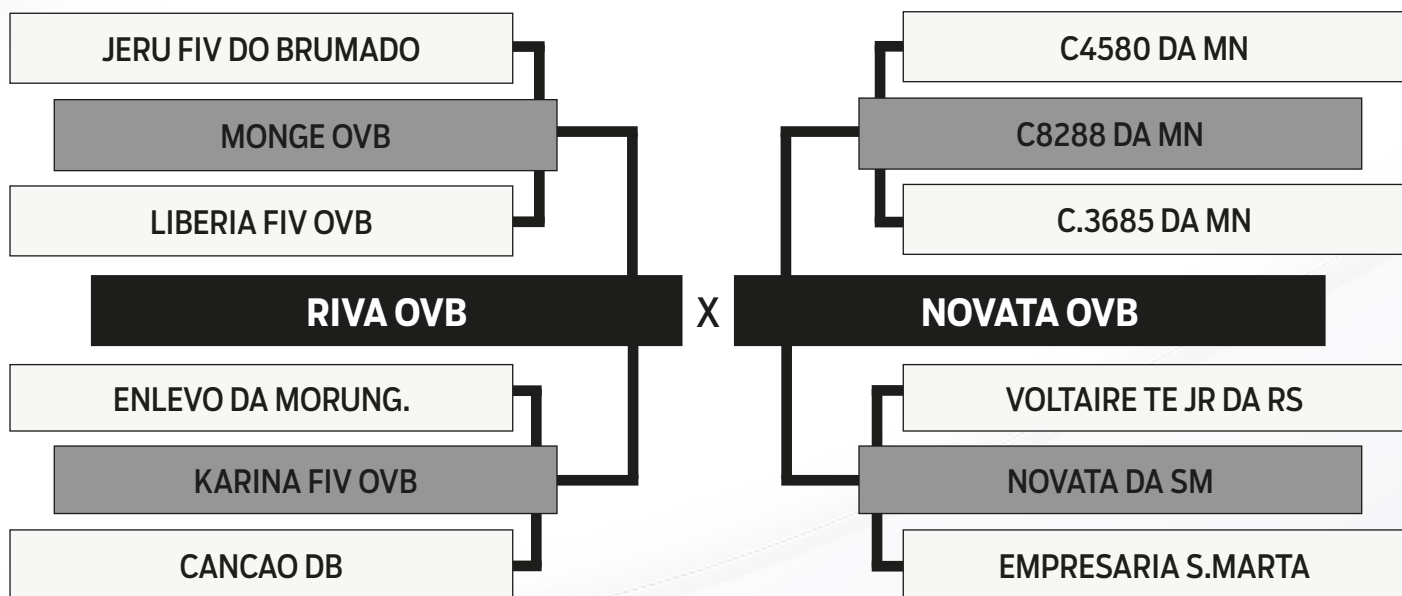 JERU FIV DO BRUMADO
MONGE OVB
LIBERIA FIV OVB
RIVA OVB
ENLEVO DA MORUNG.
KARINA FIV OVB
CANCAO DB
X
C4580 DA MN
C8288 DA MN
C.3685 DA MN
NOVATA OVB
VOLTAIRE TE JR DA RS
NOVATA DA SM
EMPRESARIA S.MARTA